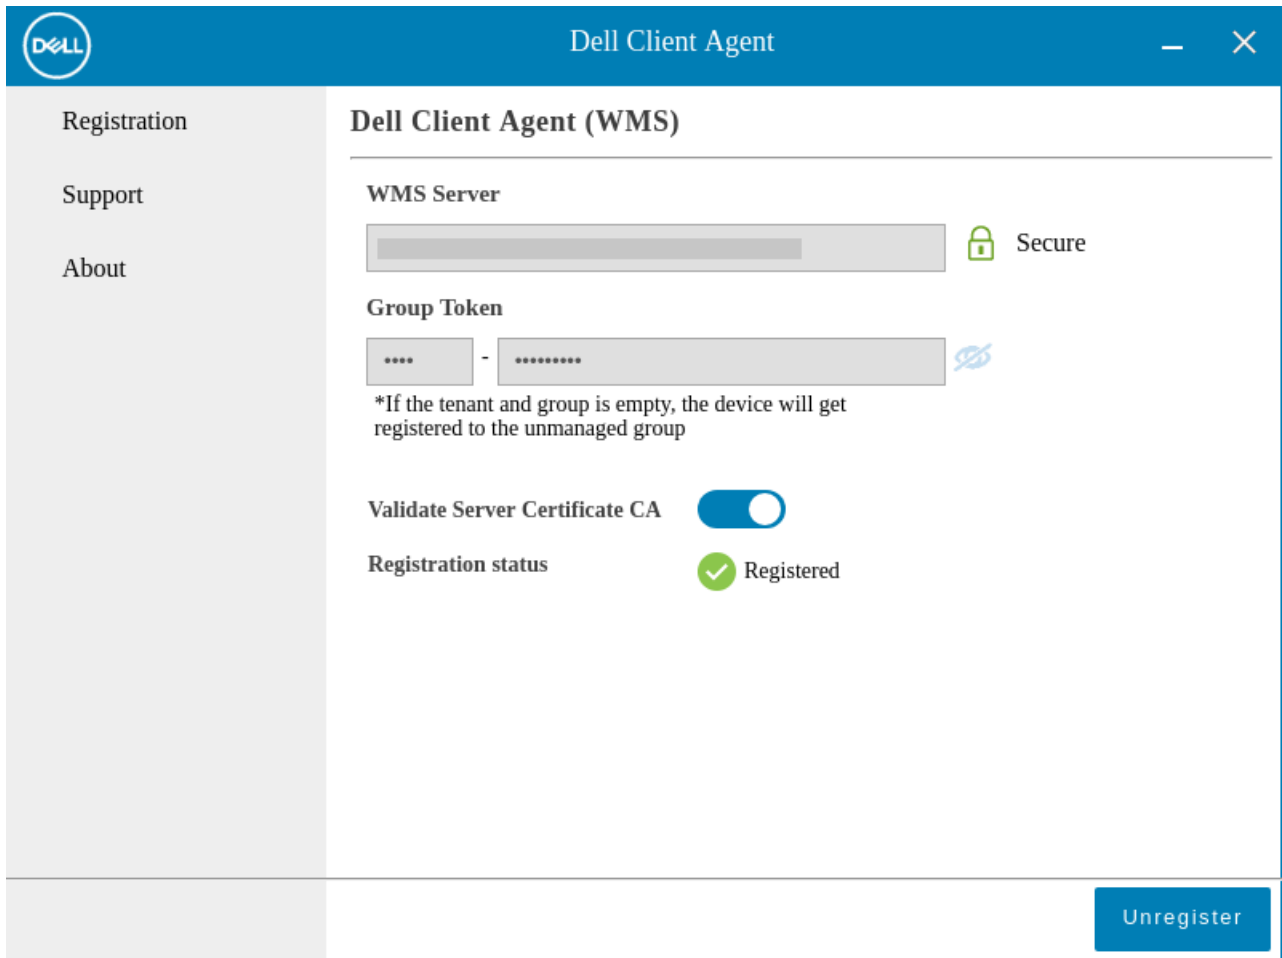 DELL
Dell Client Agent
Registration
Support
About
Dell Client Agent (WMS)
WMS Server
Secure
Group Token
•••• - •••••••••
*If the tenant and group is empty, the device will get
registered to the unmanaged group
Validate Server Certificate CA
Registration status
Registered
Unregister